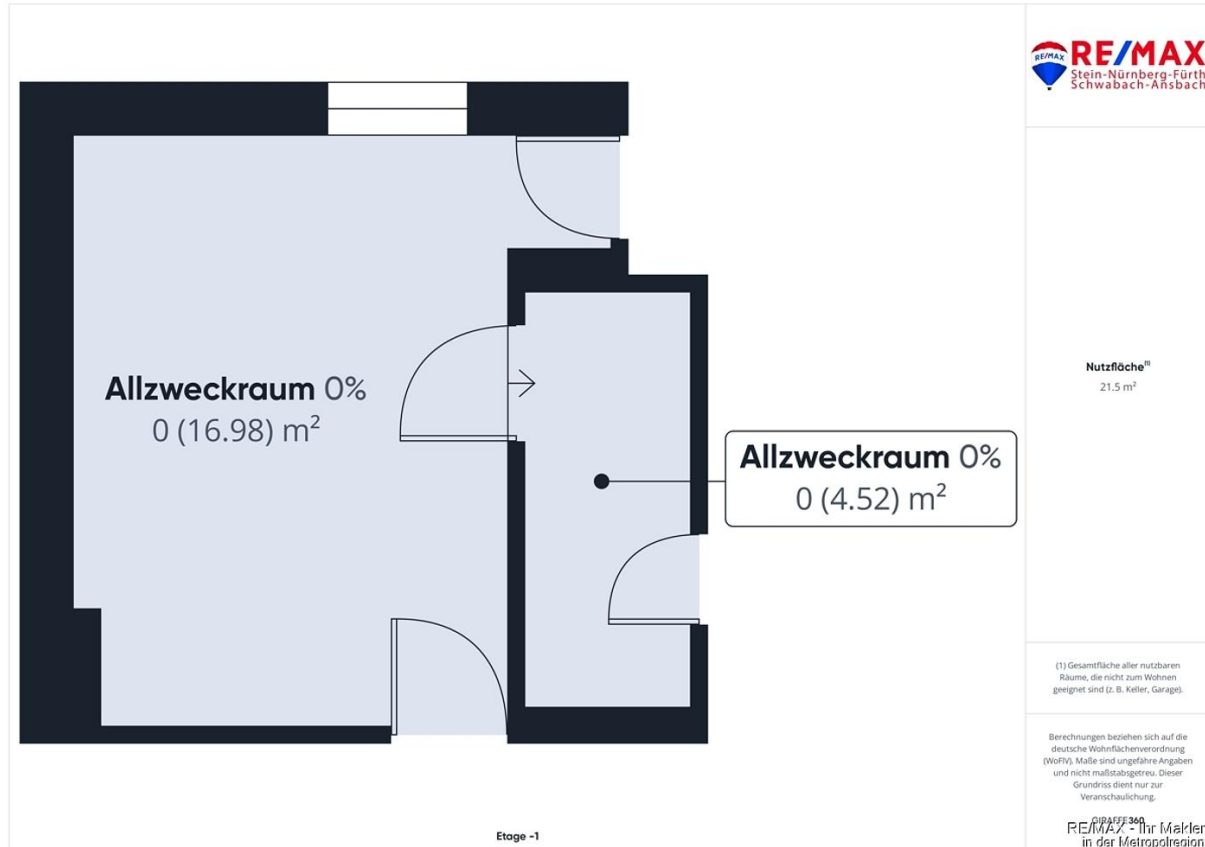 RE/MAX
RE/MAX
Stein-Nürnberg-Fürth
Schwabach-Ansbach
Allzweckraum 0%
0 (16.98) m²
Allzweckraum 0%
0 (4.52) m²
Nutzfläche⁽¹⁾
21.5 m²
(1) Gesamtfläche aller nutzbaren
Räume, die nicht zum Wohnen
geeignet sind (z. B. Keller, Garage).
Berechnungen beziehen sich auf die
deutsche Wohnflächenverordnung
(WoFlV). Maße sind ungefähre Angaben
und nicht maßstabsgetreu. Dieser
Grundriss dient nur zur
Veranschaulichung.
GIRAFFE360
RE/MAX - Ihr Makler
in der Metropolregion
Etage -1